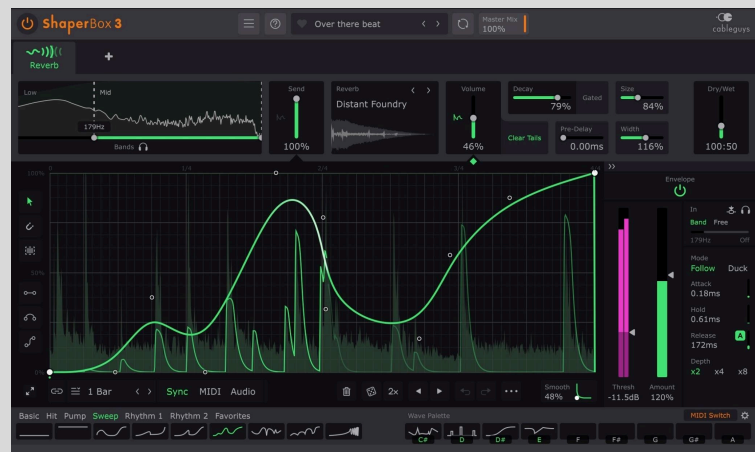 ShaperBox 3
Over there beat
Master Mix
100%
cableguys
Reverb
Low
Mid
179Hz
Bands
Send
100%
Reverb
Distant Foundry
Volume
46%
Decay
79%
Gated
Size
84%
Clear Tails
Pre-Delay
0.00ms
Width
116%
Dry/Wet
100:50
100%
50%
0
1/4
2/4
3/4
4/4
Envelope
In
Band Free
179Hz Off
Mode
Follow Duck
Attack
0.18ms
Hold
0.61ms
Release
172ms
A
Depth
x2 x4 x8
Thresh
-11.5dB
Amount
120%
1 Bar
Sync MIDI Audio
2x
Smooth
48%
Basic Hit Pump Sweep Rhythm 1 Rhythm 2 Favorites
Wave Palette
MIDI Switch
C# D D# E F F# G G# A